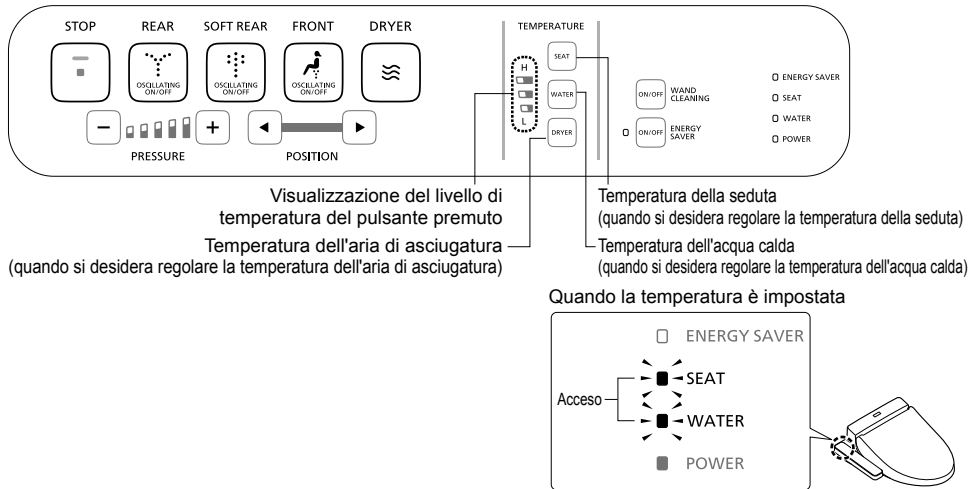 STOP
REAR
SOFT REAR
FRONT
DRYER
OSCILLATING
ON/OFF
OSCILLATING
ON/OFF
OSCILLATING
ON/OFF
PRESSURE
POSITION
TEMPERATURE
H
L
SEAT
WATER
DRYER
ON/OFF
WAND
CLEANING
ON/OFF
ENERGY
SAVER
ENERGY SAVER
SEAT
WATER
POWER
Visualizzazione del livello di
temperatura del pulsante premuto
Temperatura dell'aria di asciugatura
(quando si desidera regolare la temperatura dell'aria di asciugatura)
Temperatura della seduta
(quando si desidera regolare la temperatura della seduta)
Temperatura dell'acqua calda
(quando si desidera regolare la temperatura dell'acqua calda)
Quando la temperatura è impostata
ENERGY SAVER
SEAT
Acceso
WATER
POWER